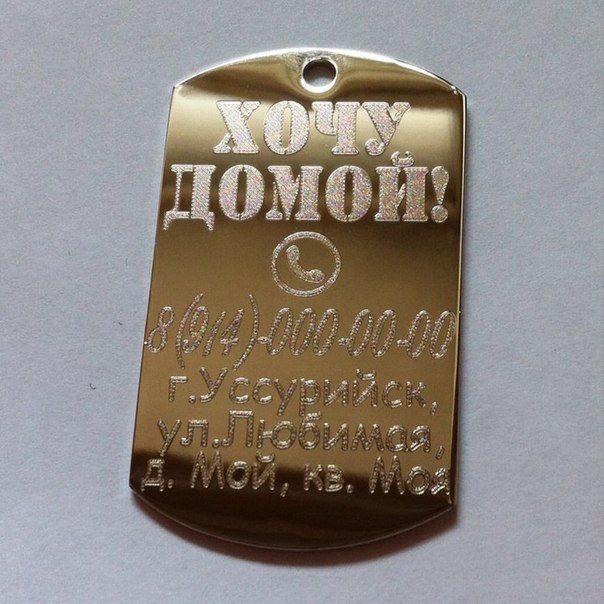 ХОЧУ
ДОМОЙ!
8(914)-000-00-00
г.Уссурийск,
ул.Любимая,
д. Мой, кв. Моя